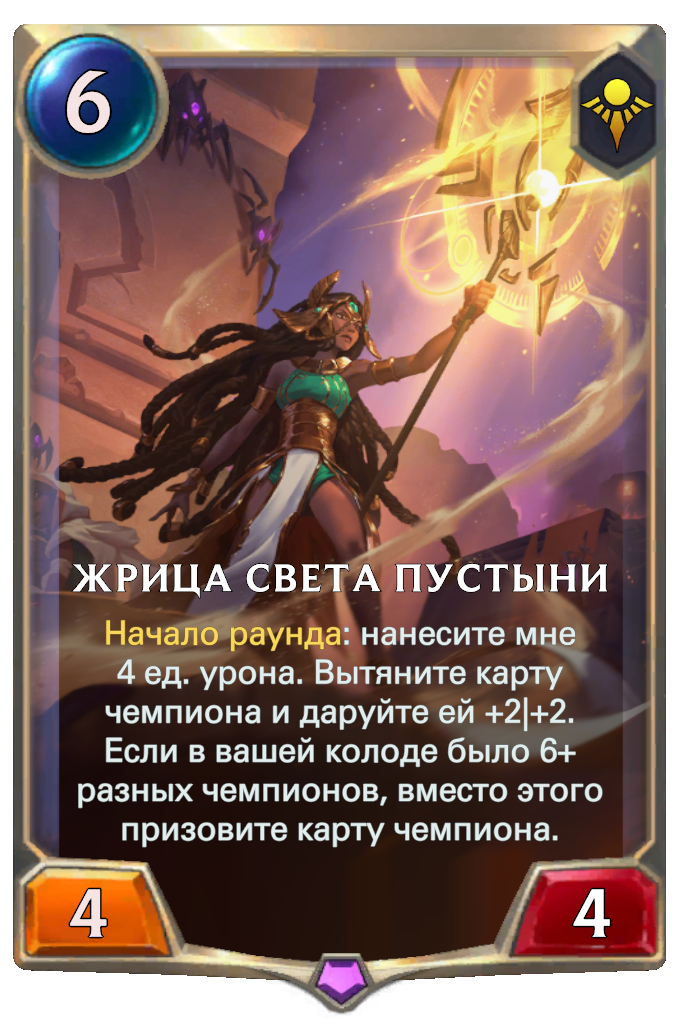 6
ЖРИЦА СВЕТА ПУСТЫНИ
Начало раунда: нанесите мне
4 ед. урона. Вытяните карту
чемпиона и даруйте ей +2|+2.
Если в вашей колоде было 6+
разных чемпионов, вместо этого
призовите карту чемпиона.
4 4